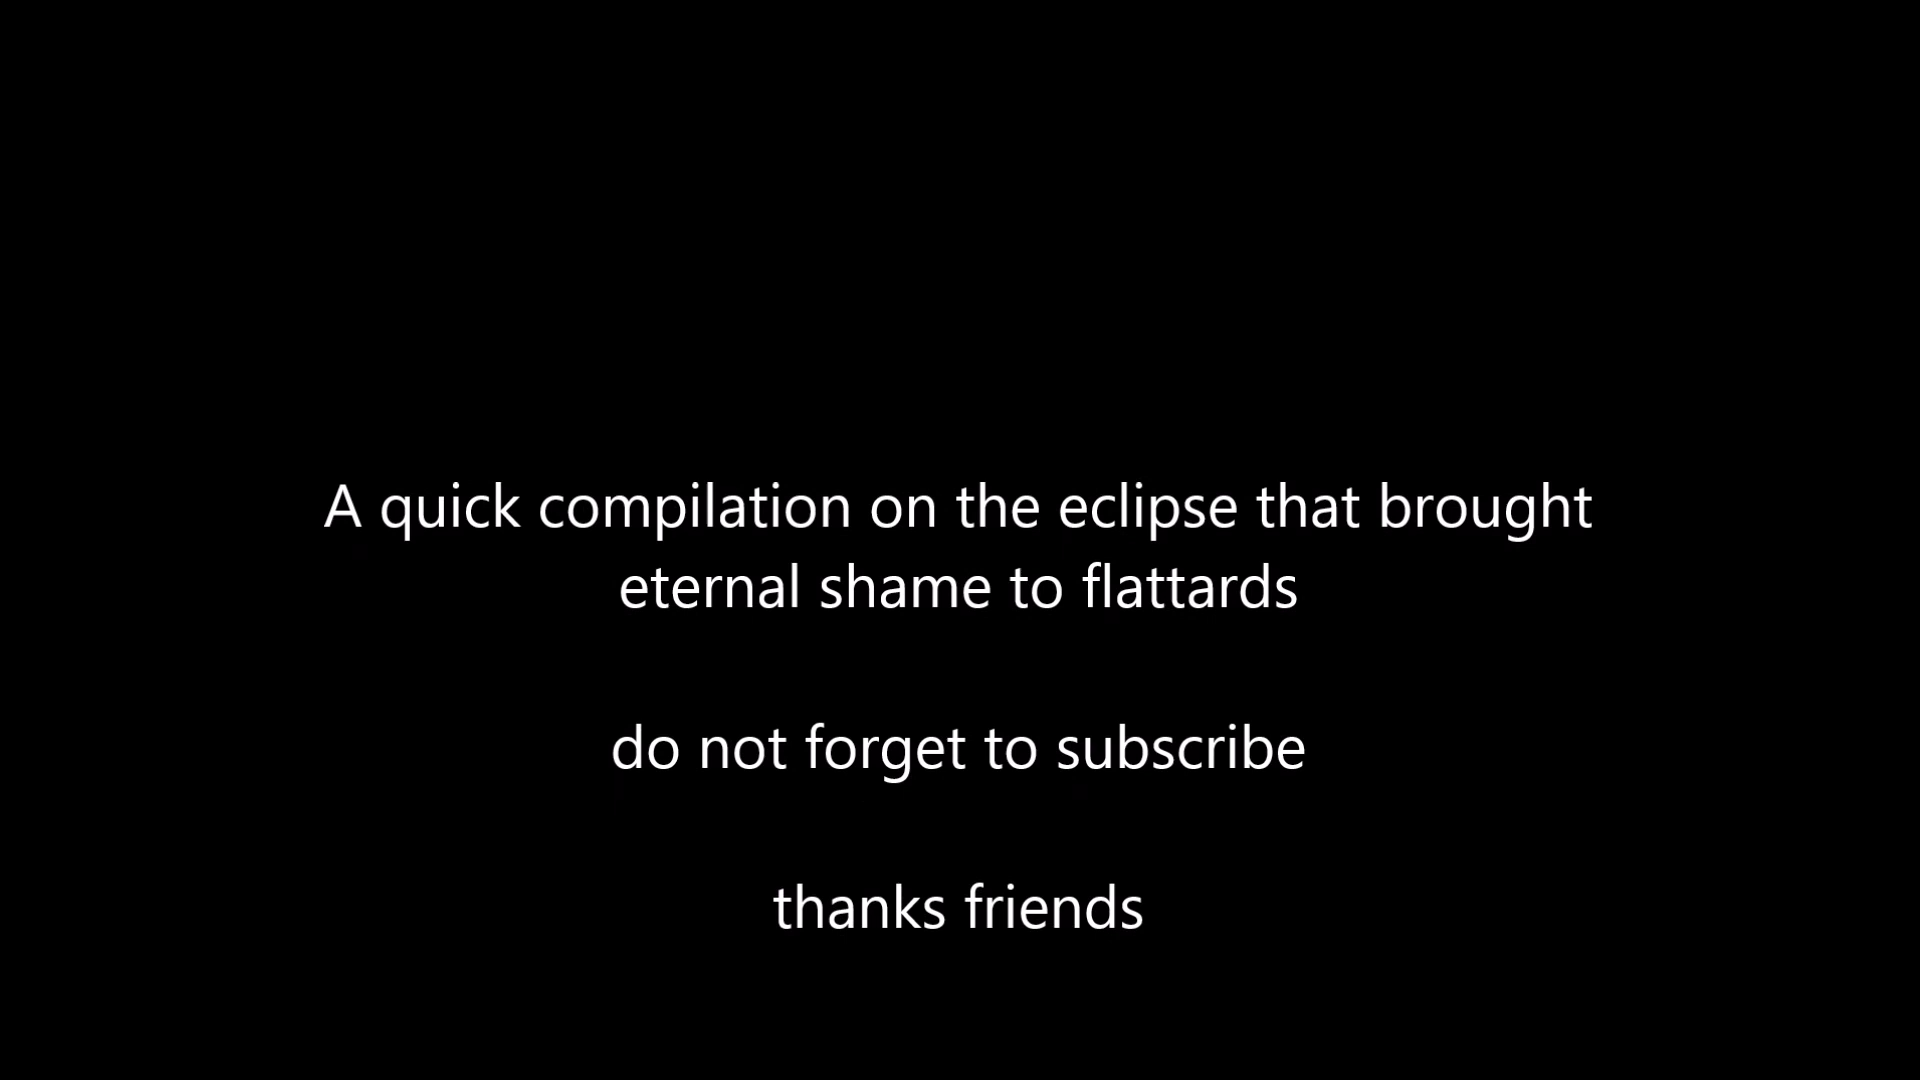 A quick compilation on the eclipse that brought
eternal shame to flattards
do not forget to subscribe
thanks friends